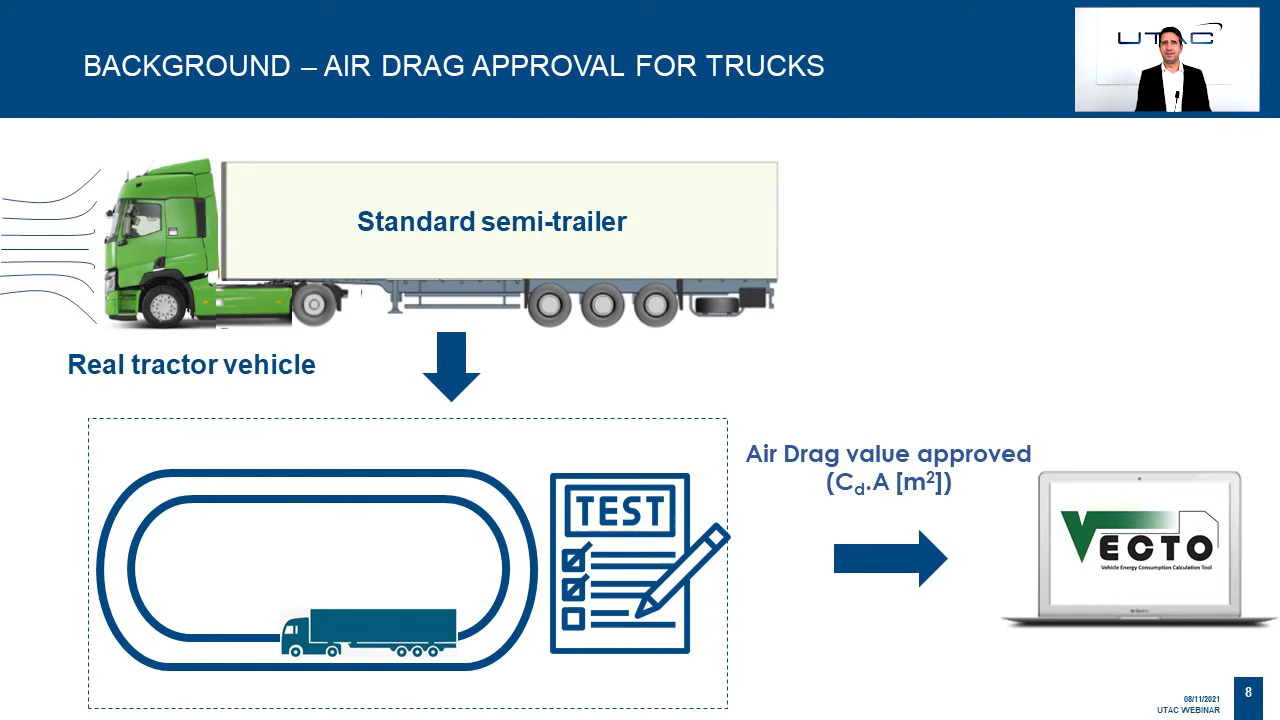 BACKGROUND – AIR DRAG APPROVAL FOR TRUCKS
UTAC
Standard semi-trailer
Real tractor vehicle
TEST
Air Drag value approved
(Cd.A [m²])
VECTO
Vehicle Energy Consumption Calculation Tool
08/11/2021
UTAC WEBINAR
8